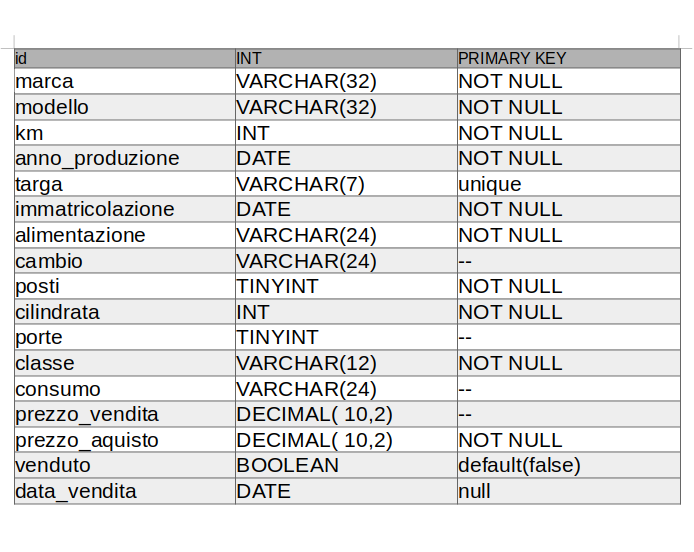 id INT PRIMARY KEY
marca VARCHAR(32) NOT NULL
modello VARCHAR(32) NOT NULL
km INT NOT NULL
anno_produzione DATE NOT NULL
targa VARCHAR(7) unique
immatricolazione DATE NOT NULL
alimentazione VARCHAR(24) NOT NULL
cambio VARCHAR(24) --
posti TINYINT NOT NULL
cilindrata INT NOT NULL
porte TINYINT --
classe VARCHAR(12) NOT NULL
consumo VARCHAR(24) --
prezzo_vendita DECIMAL( 10,2) --
prezzo_aquisto DECIMAL( 10,2) NOT NULL
venduto BOOLEAN default(false)
data_vendita DATE null